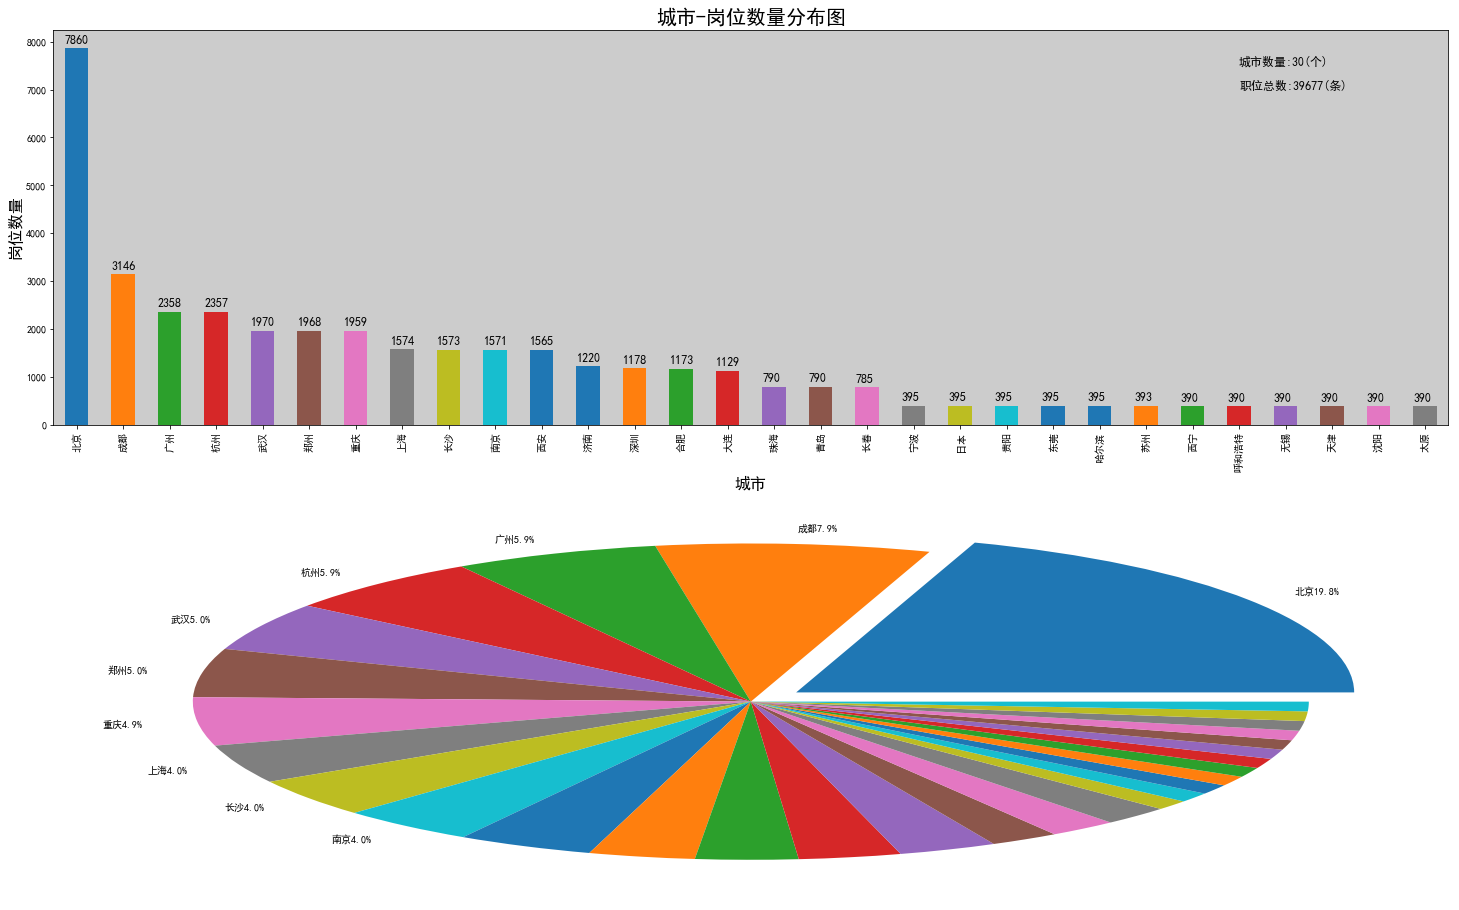 城市-岗位数量分布图
城市数量:30(个)
职位总数:39677(条)
岗位数量
8000
7000
6000
5000
4000
3000
2000
1000
0
7860
3146
2358
2357
1970
1968
1959
1574
1573
1571
1565
1220
1178
1173
1129
790
790
785
395
395
395
395
395
393
390
390
390
390
390
390
北京
成都
广州
杭州
武汉
郑州
重庆
上海
长沙
南京
西安
济南
深圳
合肥
大连
珠海
青岛
长春
宁波
日本
贵阳
东莞
哈尔滨
苏州
西宁
呼和浩特
无锡
天津
沈阳
太原
城市
成都7.9%
广州5.9%
杭州5.9%
北京19.8%
武汉5.0%
郑州5.0%
重庆4.9%
上海4.0%
长沙4.0%
南京4.0%